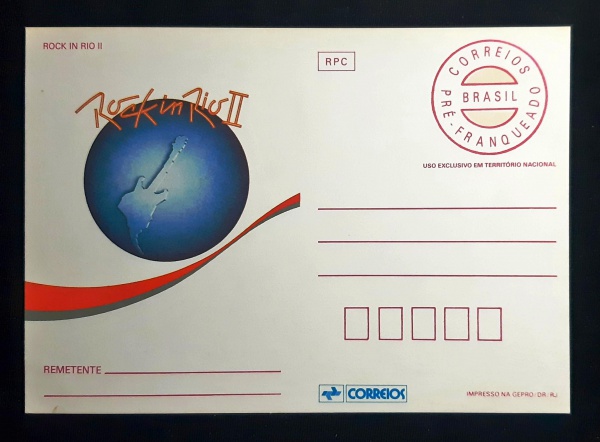 ROCK IN RIO II
Rock in Rio II
RPC
CORREIOS
BRASIL
PRÉ-FRANQUEADO
USO EXCLUSIVO EM TERRITÓRIO NACIONAL
REMETENTE
CORREIOS
IMPRESSO NA GEPRO/DR/RJ